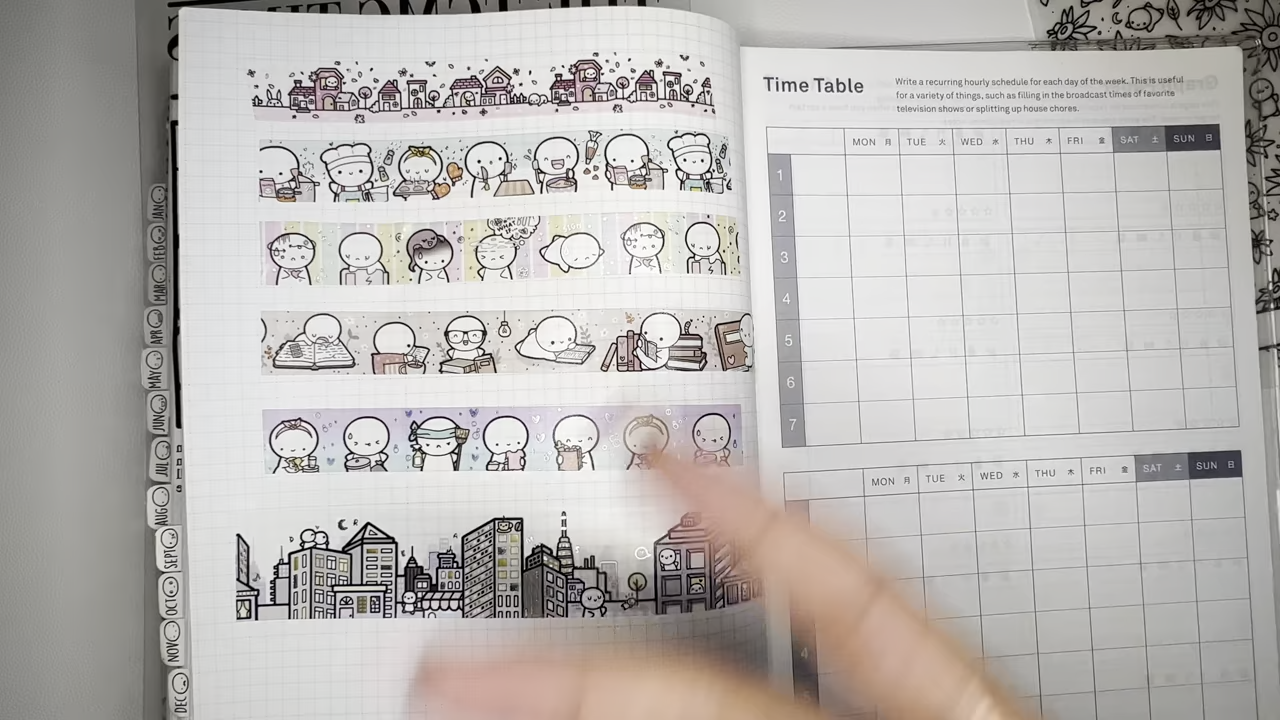 JAN
FEB
MAR
APR
MAY
JUN
JUL
AUG
SEPT
OCT
NOV
DEC
BUT
Time Table
Write a recurring hourly schedule for each day of the week. This is useful
for a variety of things, such as filling in the broadcast times of favorite
television shows or splitting up house chores.
MON 月 TUE 火 WED 水 THU 木 FRI 金 SAT 土 SUN 日
1
2
3
4
5
6
7
MON 月 TUE 火 WED 水 THU 木 FRI 金 SAT 土 SUN 日
4